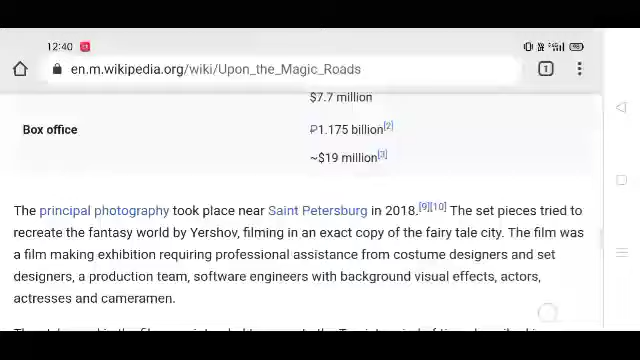 12:40
en.m.wikipedia.org/wiki/Upon_the_Magic_Roads
1
$7.7 million
Box office
₽1.175 billion[2]
~$19 million[3]
The principal photography took place near Saint Petersburg in 2018.[9][10] The set pieces tried to
recreate the fantasy world by Yershov, filming in an exact copy of the fairy tale city. The film was
a film making exhibition requiring professional assistance from costume designers and set
designers, a production team, software engineers with background visual effects, actors,
actresses and cameramen.